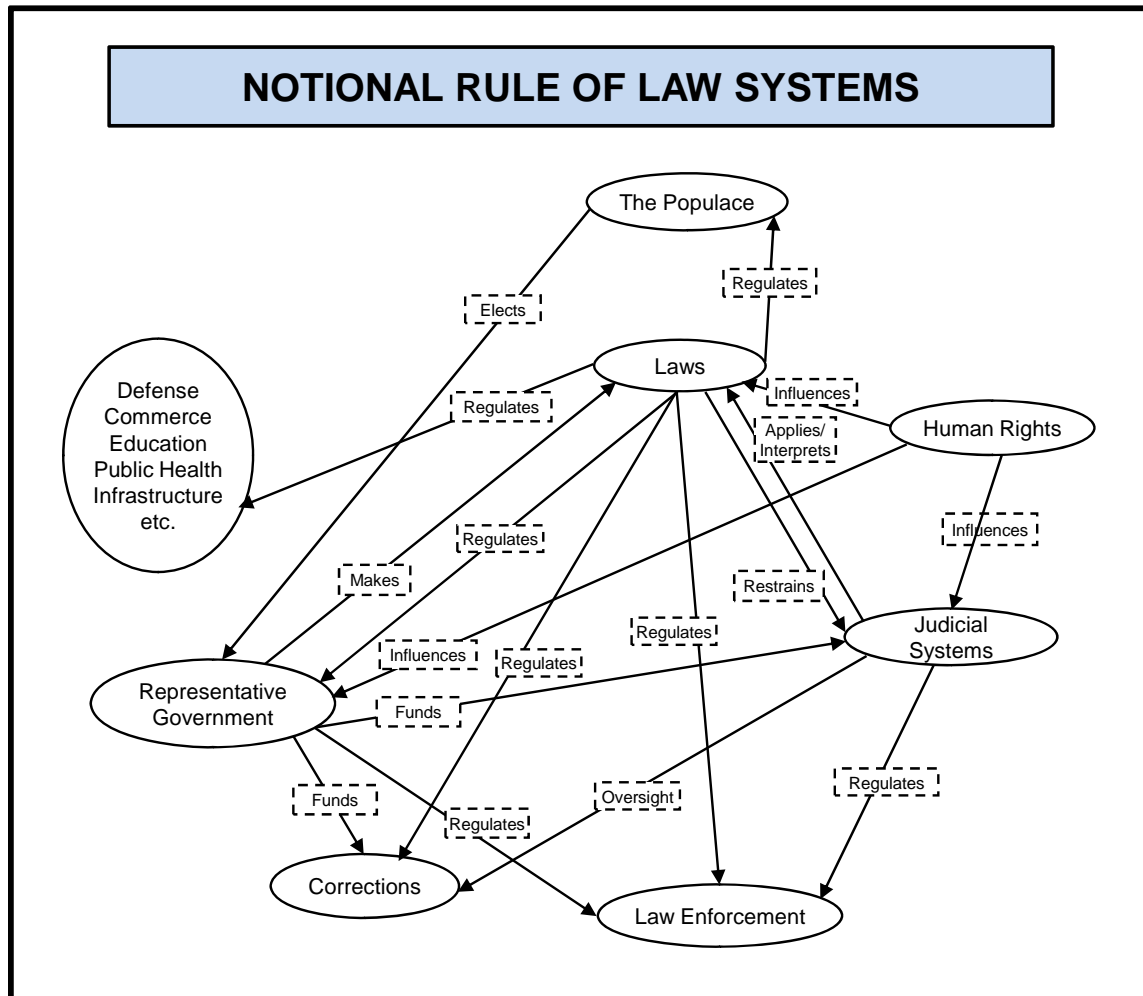 NOTIONAL RULE OF LAW SYSTEMS
The Populace
Regulates
Elects
Laws
Defense
Commerce
Education
Public Health
Infrastructure
etc.
Regulates
Influences
Human Rights
Applies/
Interprets
Regulates
Influences
Makes
Restrains
Regulates
Judicial
Systems
Influences
Regulates
Representative
Government
Funds
Funds
Oversight
Regulates
Regulates
Corrections
Law Enforcement